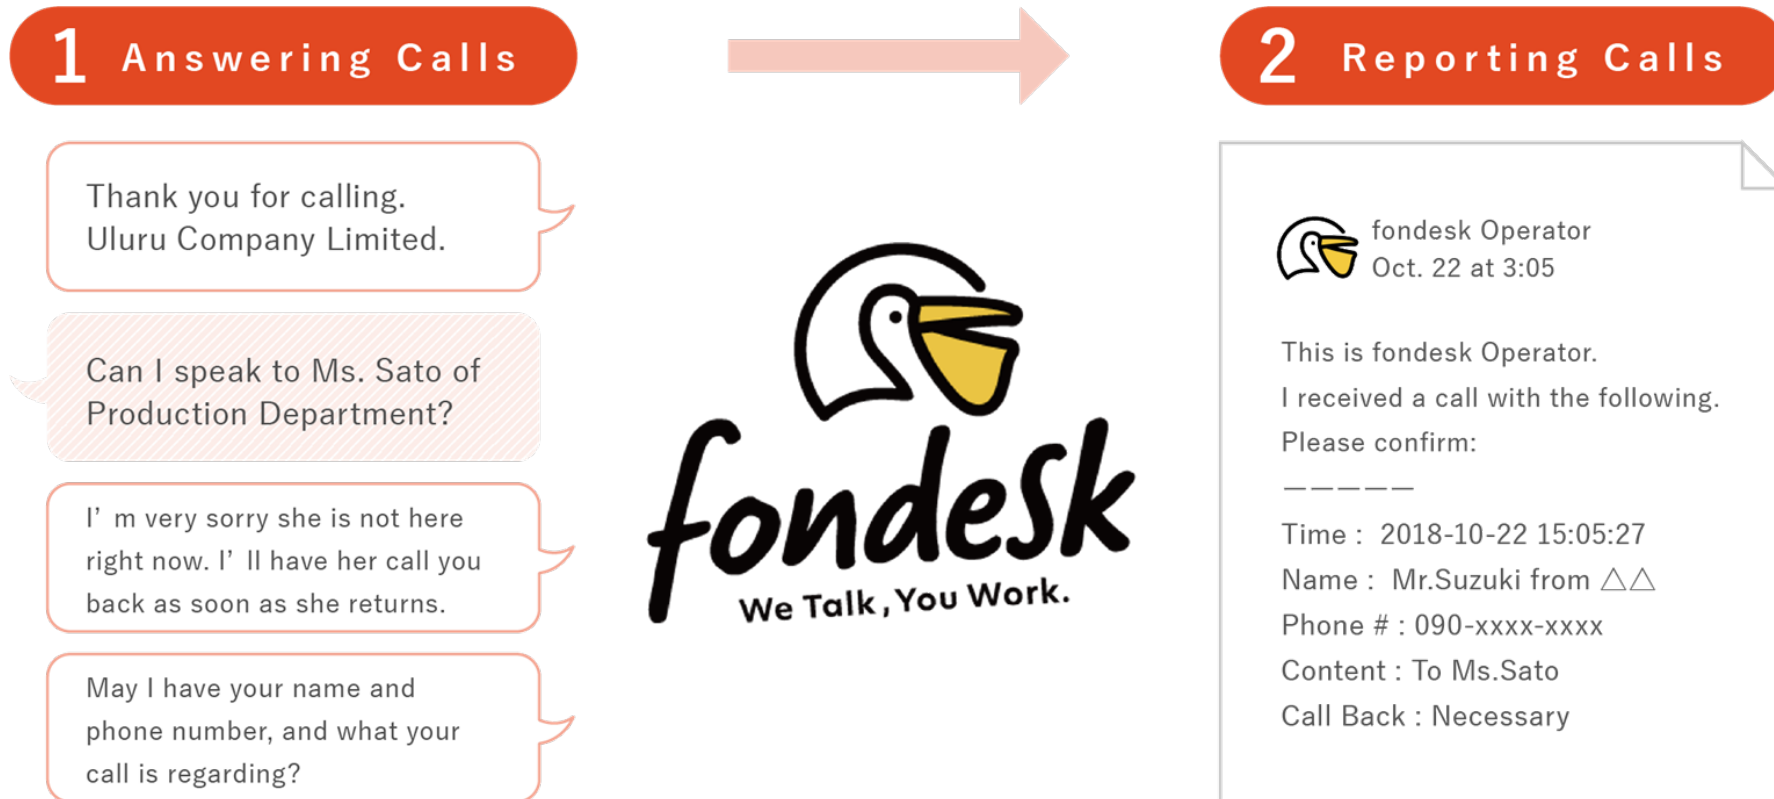 1 Answering Calls
Thank you for calling.
Uluru Company Limited.
Can I speak to Ms. Sato of
Production Department?
I’ m very sorry she is not here
right now. I’ ll have her call you
back as soon as she returns.
May I have your name and
phone number, and what your
call is regarding?
fondesk
We Talk, You Work.
2 Reporting Calls
fondesk Operator
Oct. 22 at 3:05
This is fondesk Operator.
I received a call with the following.
Please confirm:
—————
Time : 2018-10-22 15:05:27
Name : Mr.Suzuki from △△
Phone # : 090-xxxx-xxxx
Content : To Ms.Sato
Call Back : Necessary